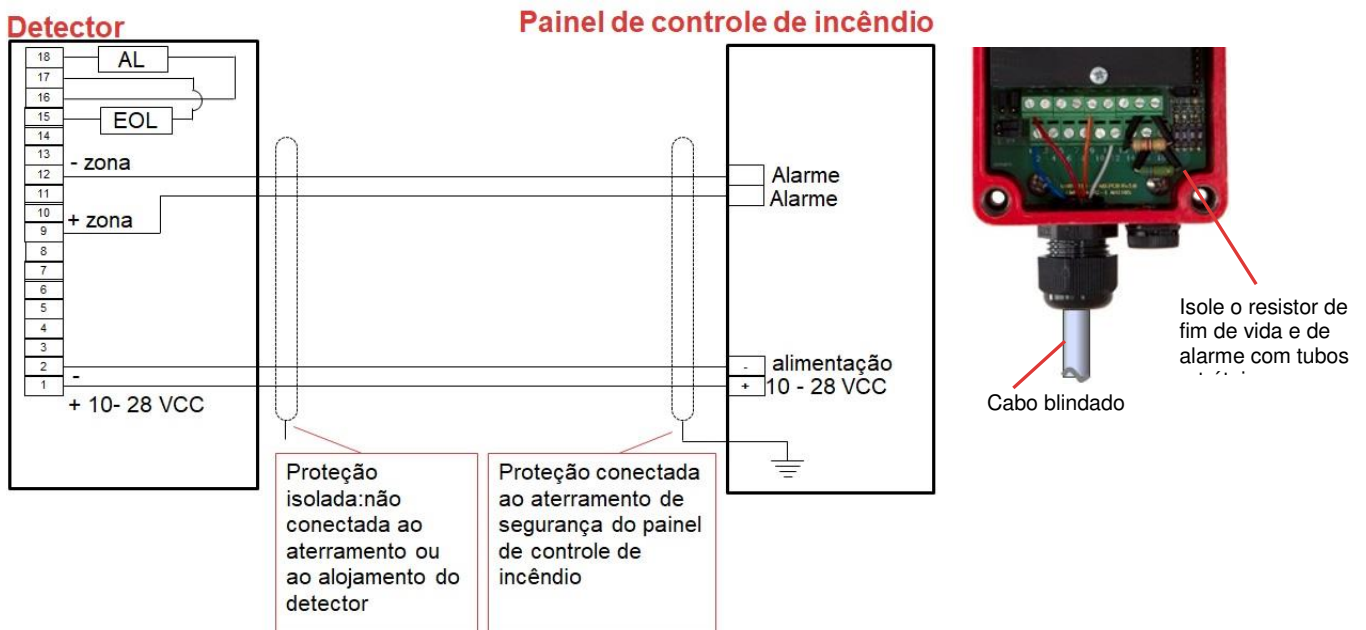 Detector
Painel de controle de incêndio
18
AL
17
16
15
EOL
14
13
- zona
12
11
10
+ zona
9
8
7
6
5
4
3
2
-
1
+ 10- 28 VCC
Alarme
Alarme
- alimentação
+ 10 - 28 VCC
Proteção
isolada:não
conectada ao
aterramento ou
ao alojamento do
detector
Proteção conectada
ao aterramento de
segurança do painel
de controle de
incêndio
Isole o resistor de
fim de vida e de
alarme com tubos
Cabo blindado